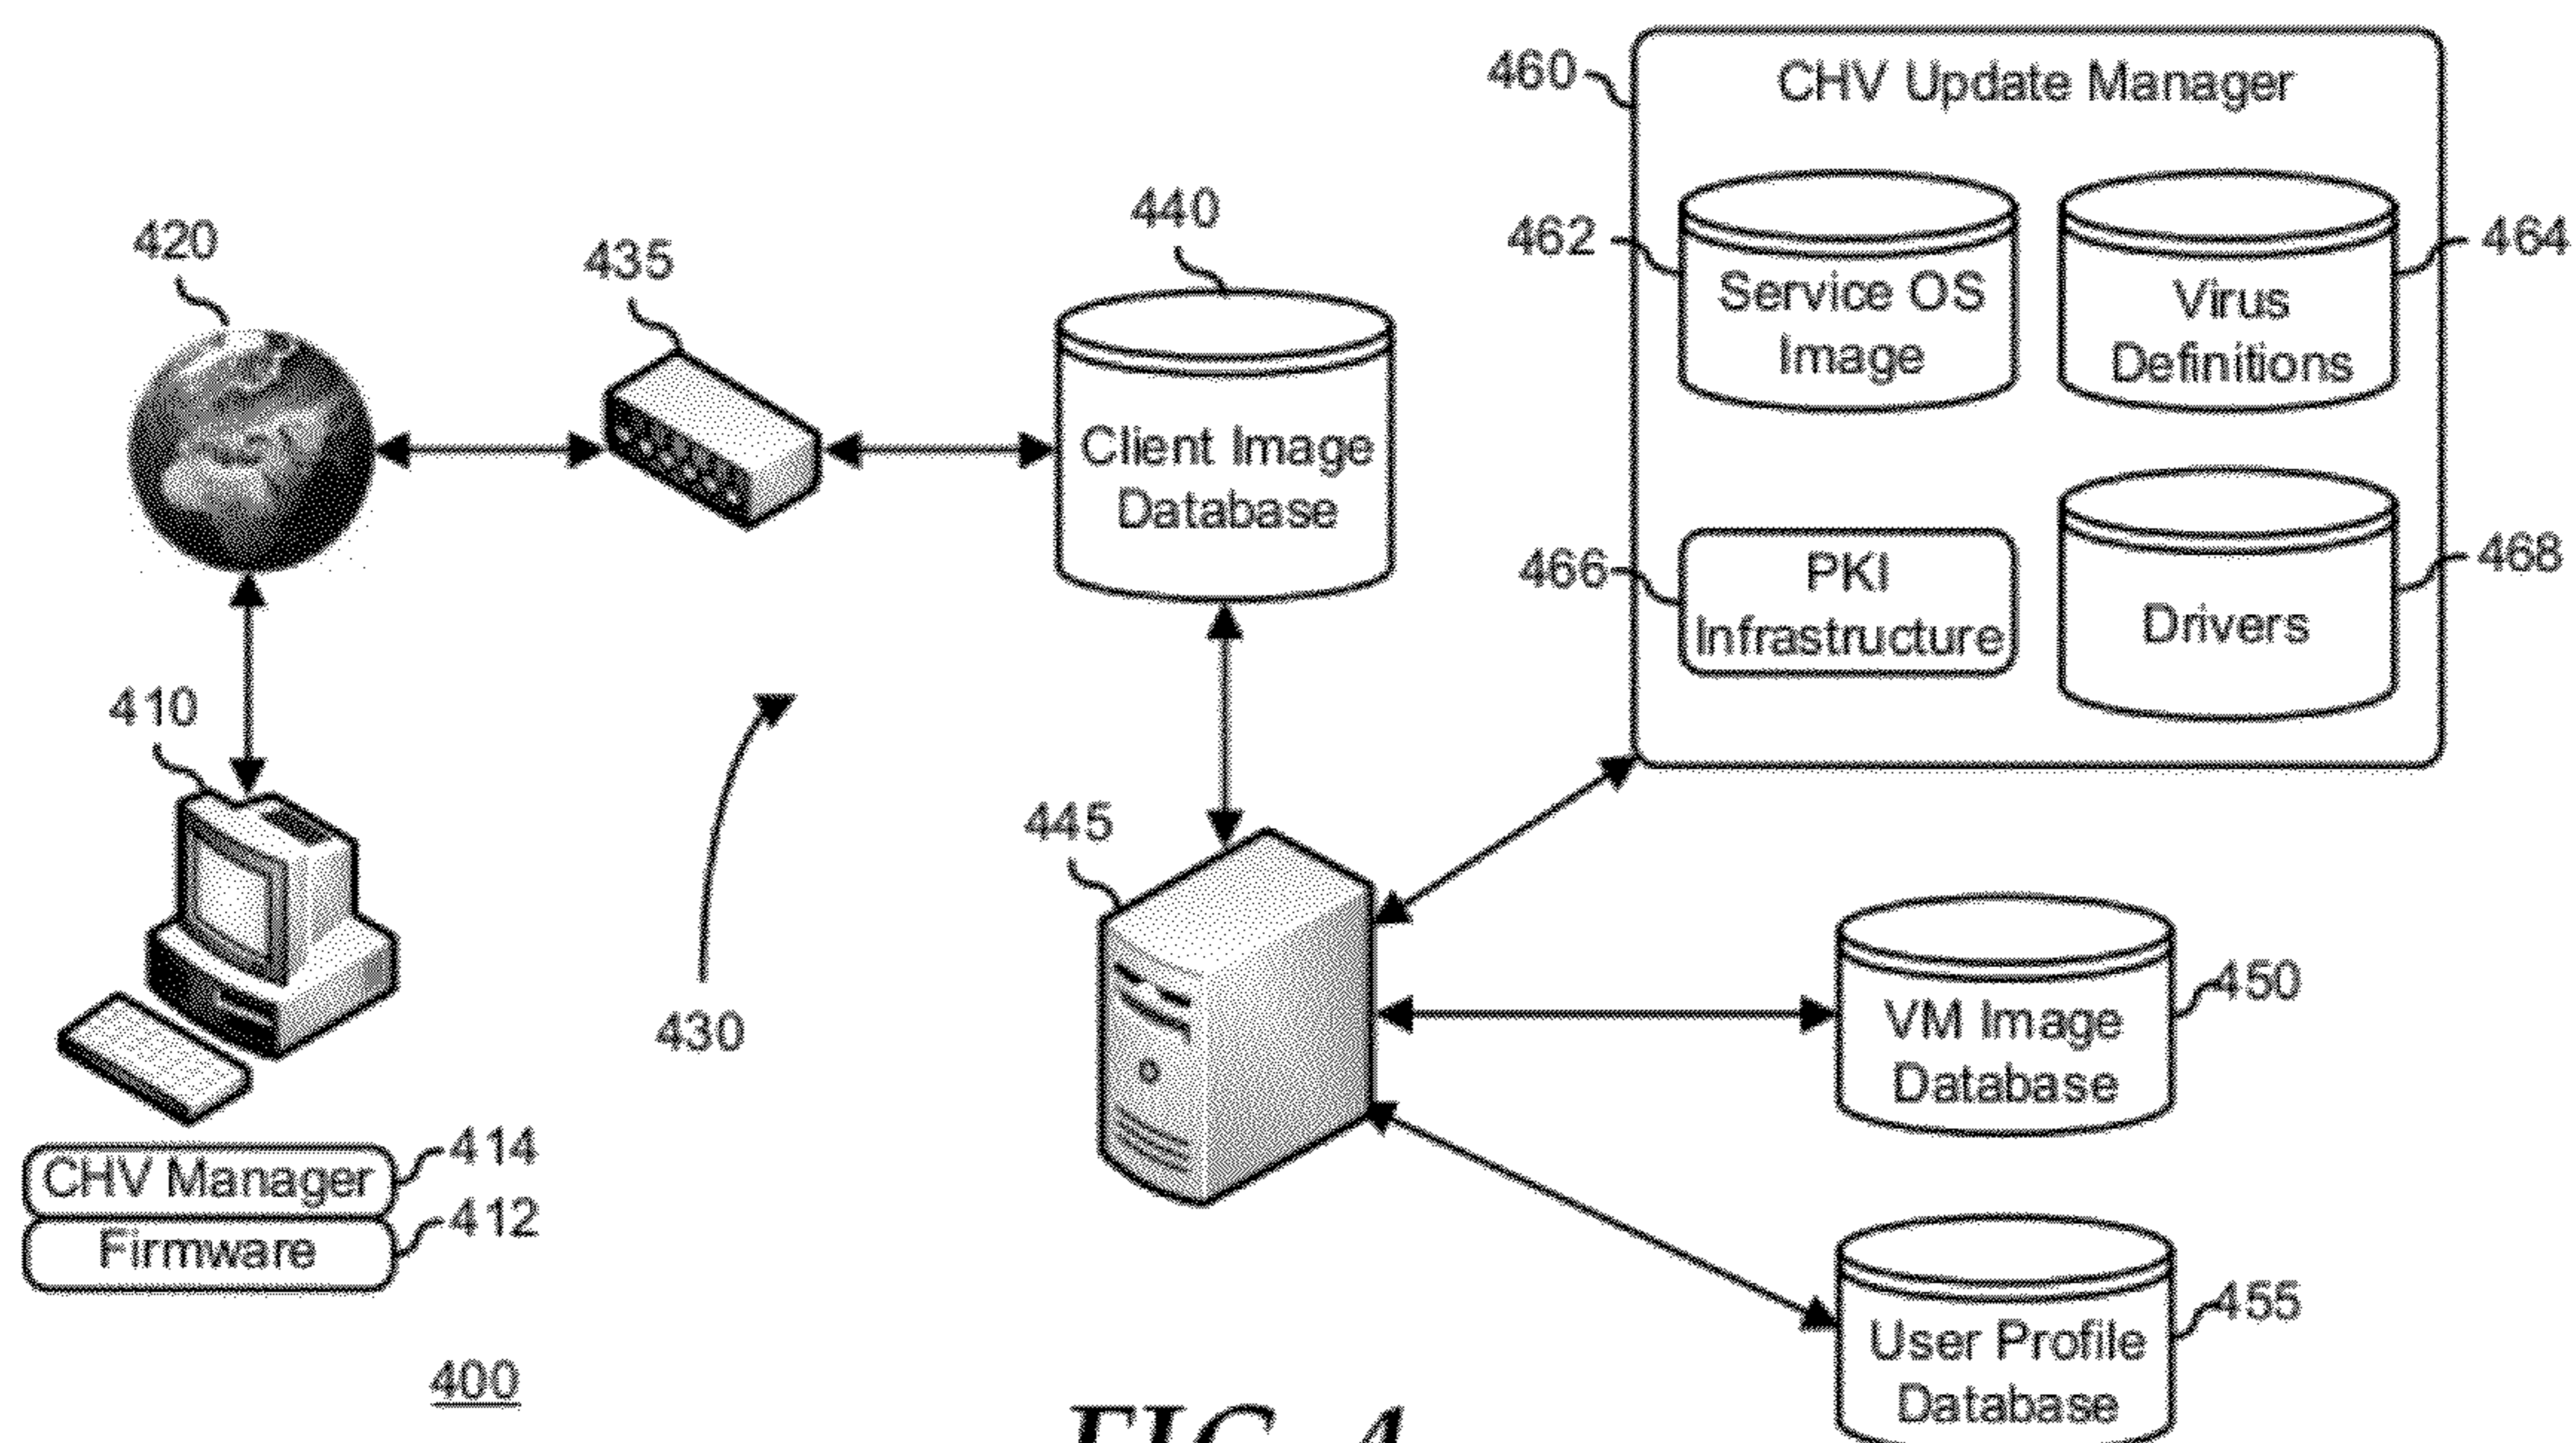 460
CHV Update Manager
462
Service OS
Image
464
Virus
Definitions
466
PKI
Infrastructure
468
Drivers
420
435
440
Client Image
Database
410
430
445
450
VM Image
Database
414
CHV Manager
412
Firmware
455
User Profile
Database
400
FIG. 4